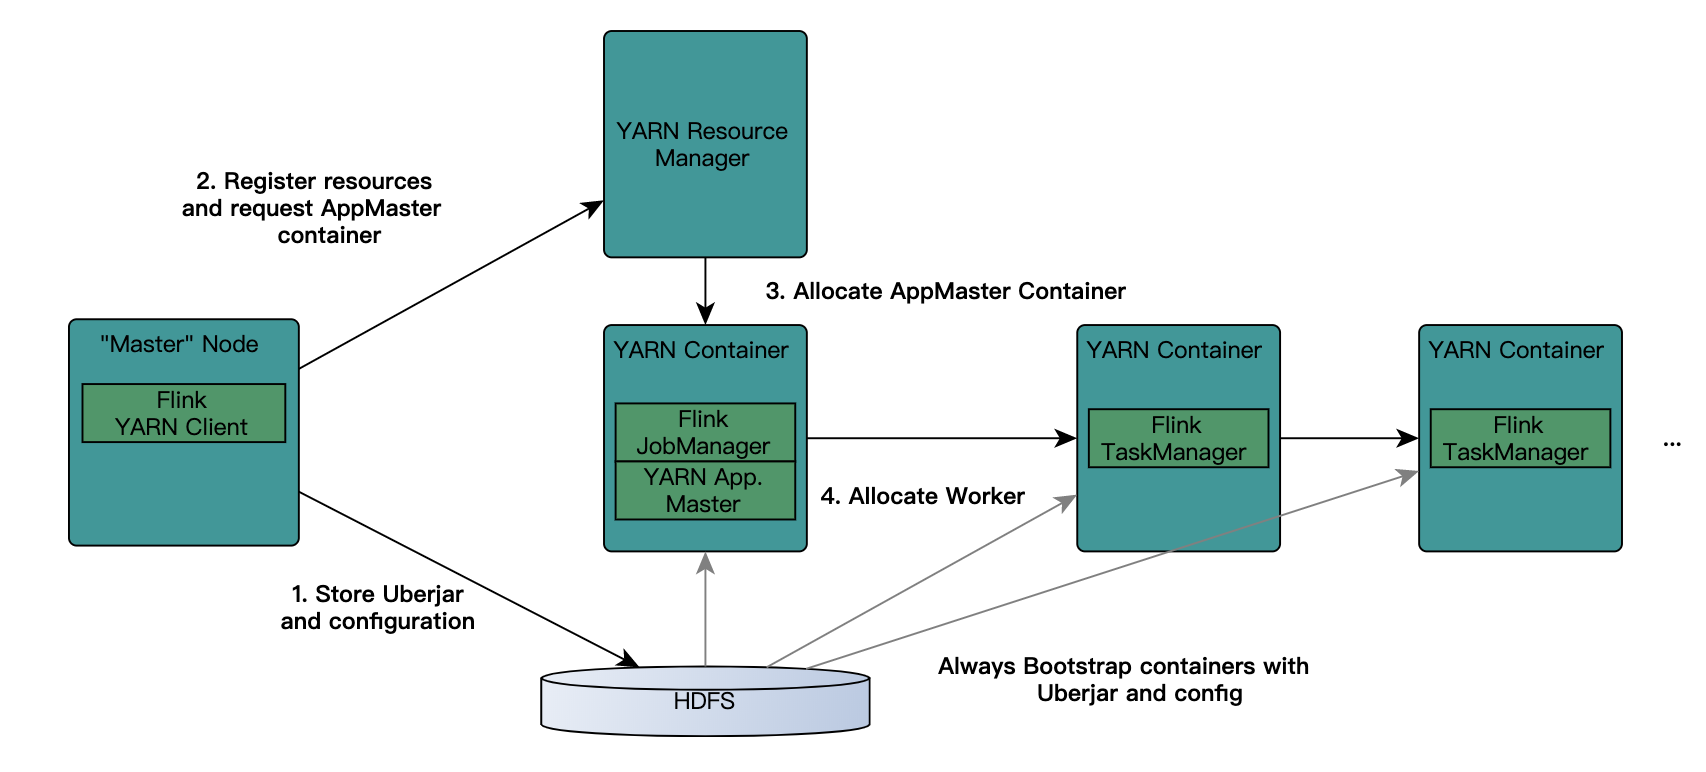 YARN Resource
Manager
2. Register resources
and request AppMaster
container
3. Allocate AppMaster Container
"Master" Node
Flink
YARN Client
YARN Container
Flink
JobManager
YARN App.
Master
YARN Container
Flink
TaskManager
YARN Container
Flink
TaskManager
...
4. Allocate Worker
1. Store Uberjar
and configuration
Always Bootstrap containers with
Uberjar and config
HDFS